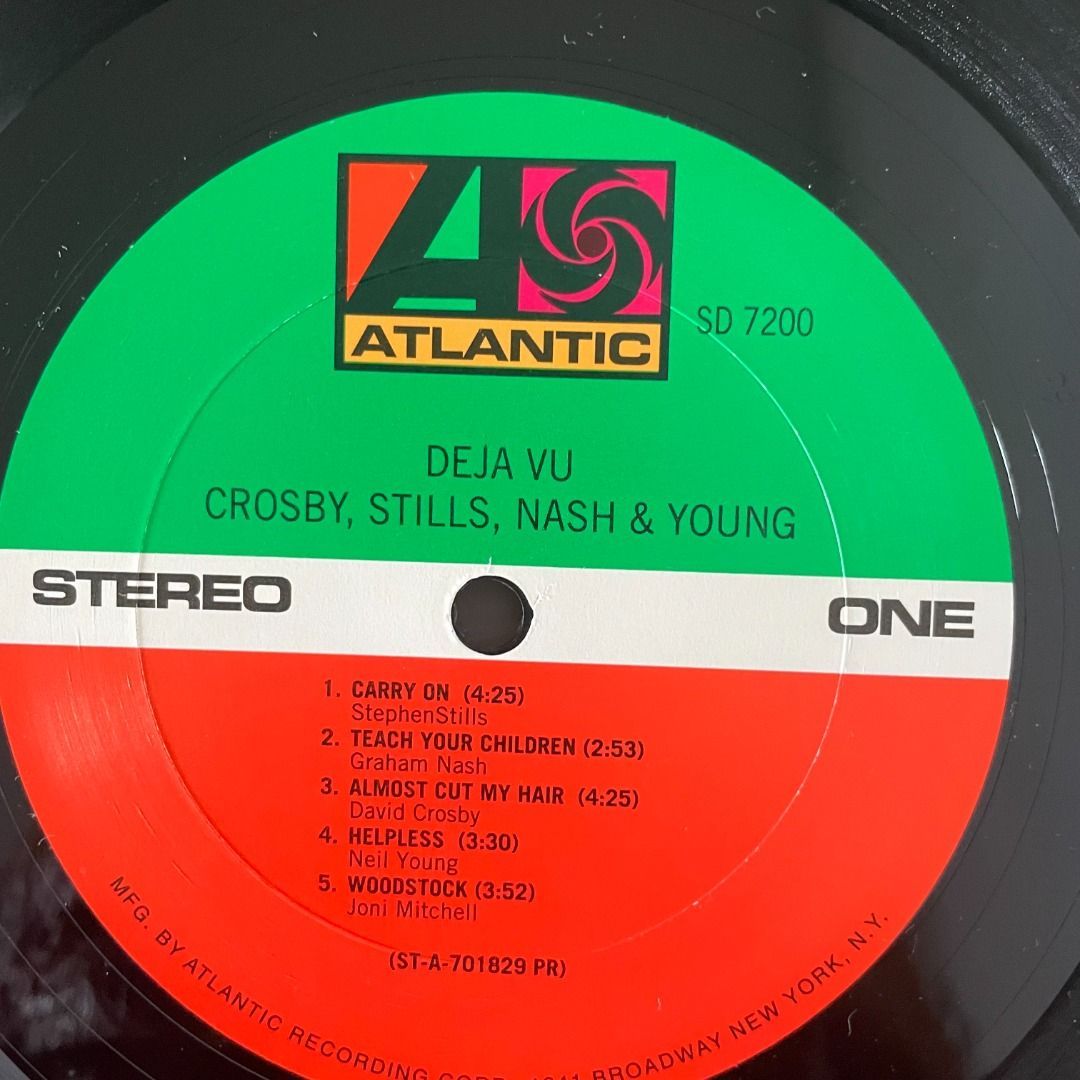 ATLANTIC
SD 7200
DEJA VU
CROSBY, STILLS, NASH & YOUNG
STEREO
ONE
1. CARRY ON (4:25)
StephenStills
2. TEACH YOUR CHILDREN (2:53)
Graham Nash
3. ALMOST CUT MY HAIR (4:25)
David Crosby
4. HELPLESS (3:30)
Neil Young
5. WOODSTOCK (3:52)
Joni Mitchell
(ST-A-701829 PR)
MFG. BY ATLANTIC RECORDING BROADWAY NEW YORK, N.Y.